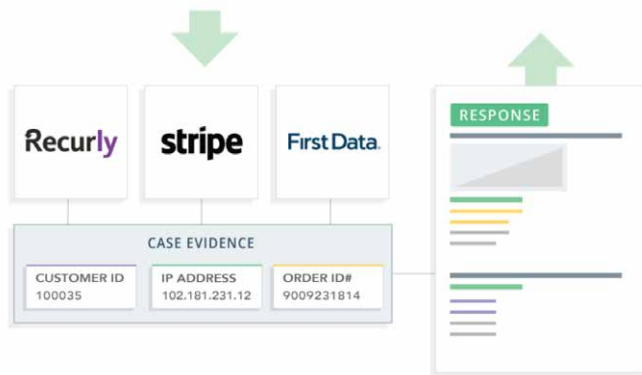 Recurly
stripe
First Data.
RESPONSE
CASE EVIDENCE
CUSTOMER ID
100035
IP ADDRESS
102.181.231.12
ORDER ID#
9009231814